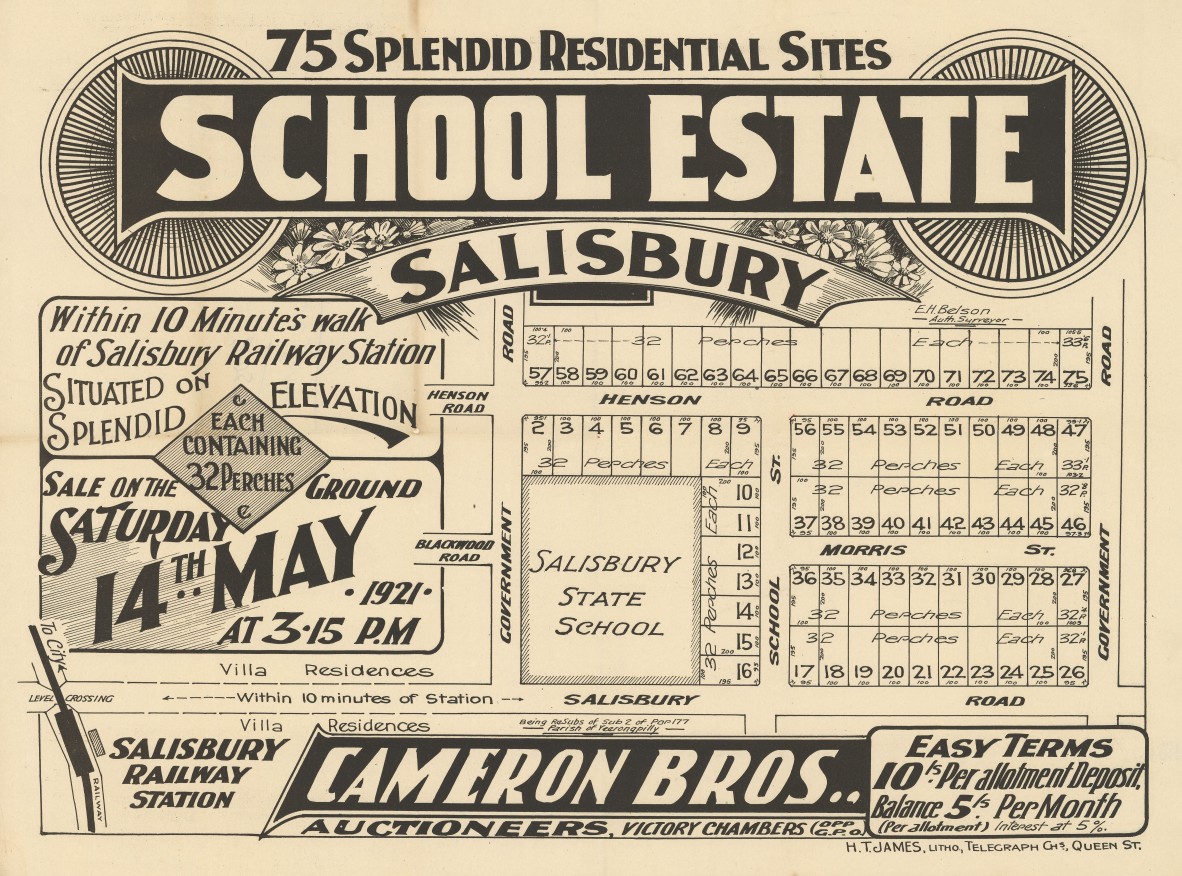 75 SPLENDID RESIDENTIAL SITES
SCHOOL ESTATE
SALISBURY
Within 10 Minute's walk
of Salisbury Railway Station
SITUATED ON
SPLENDID
ELEVATION
EACH
CONTAINING
32 PERCHES
SALE ON THE GROUND
SATURDAY
14TH MAY
1921
AT 3·15 P.M
E.H. Belson
Auth. Surveyor
ROAD
ROAD
32 Perches Each
57 58 59 60 61 62 63 64 65 66 67 68 69 70 71 72 73 74 75
HENSON ROAD
HENSON ROAD
2 3 4 5 6 7 8 9
32 Perches Each
56 55 54 53 52 51 50 49 48 47
32 Perches Each
32 Perches Each
37 38 39 40 41 42 43 44 45 46
10
11
12
13
14
15
16
32 Perches Each
SALISBURY
STATE
SCHOOL
BLACKWOOD
ROAD
GOVERNMENT
SCHOOL ST.
GOVERNMENT
MORRIS ST.
36 35 34 33 32 31 30 29 28 27
32 Perches Each
32 Perches Each
17 18 19 20 21 22 23 24 25 26
To City
LEVEL CROSSING
Villa Residences
Within 10 minutes of Station
SALISBURY ROAD
Villa Residences
Being ReSubs of Sub 2 of POR 177
Parish of Yeerongpilly
SALISBURY
RAILWAY
STATION
RAILWAY
CAMERON BROS..
AUCTIONEERS, VICTORY CHAMBERS (OPP G.P.O.)
EASY TERMS
10/s Per allotment Deposit,
Balance 5/s Per Month
(Per allotment) Interest at 5%.
H.T. JAMES, LITHO, TELEGRAPH CHS, QUEEN ST.